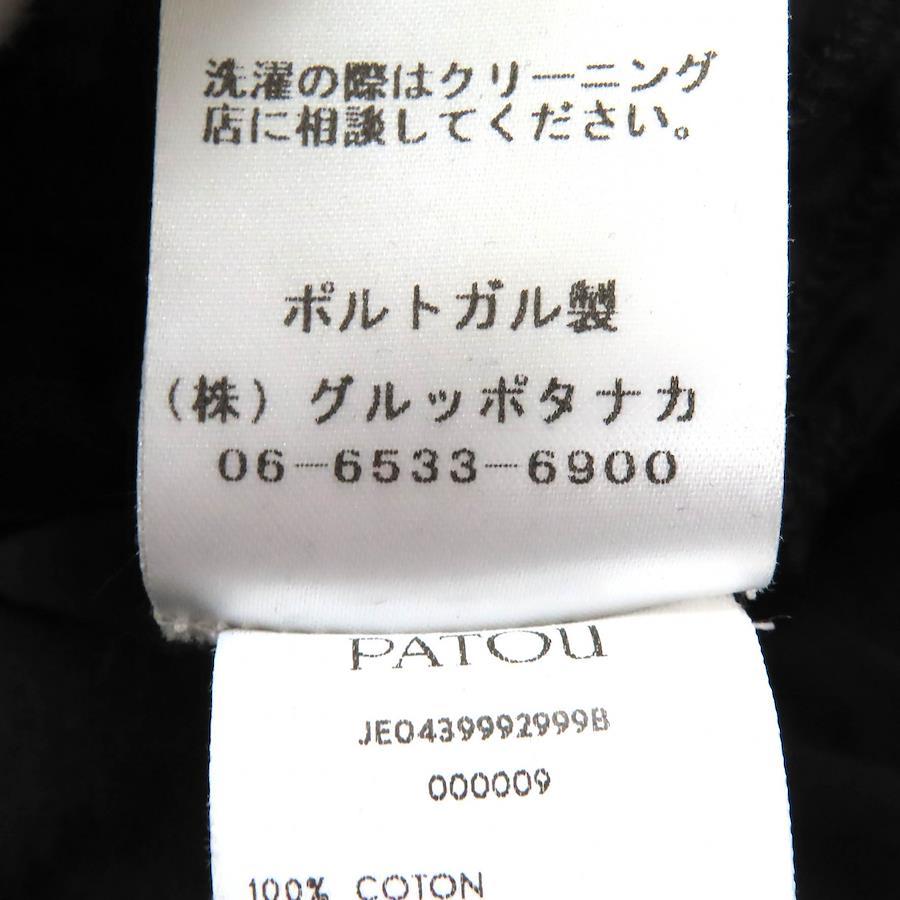 洗濯の際はクリーニング
店に相談してください。
ポルトガル製
（株）グルッポタナカ
06-6533-6900
PATOU
JE0439992999B
000009
100% COTON